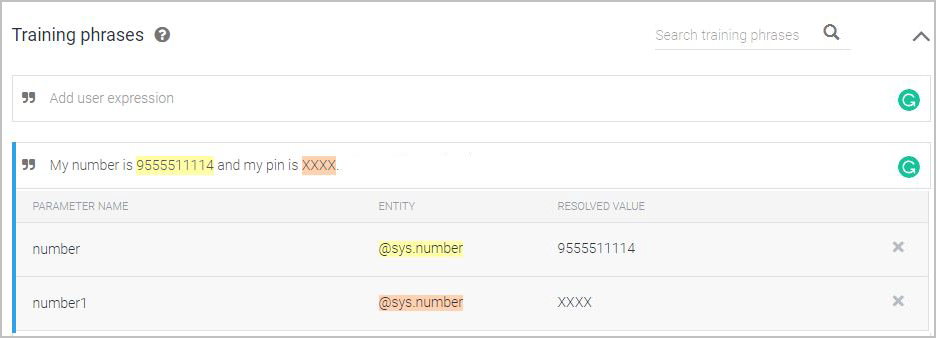 Training phrases ? Search training phrases
Add user expression
My number is 9555511114 and my pin is XXXX.
PARAMETER NAME ENTITY RESOLVED VALUE
number @sys.number 9555511114
number1 @sys.number XXXX